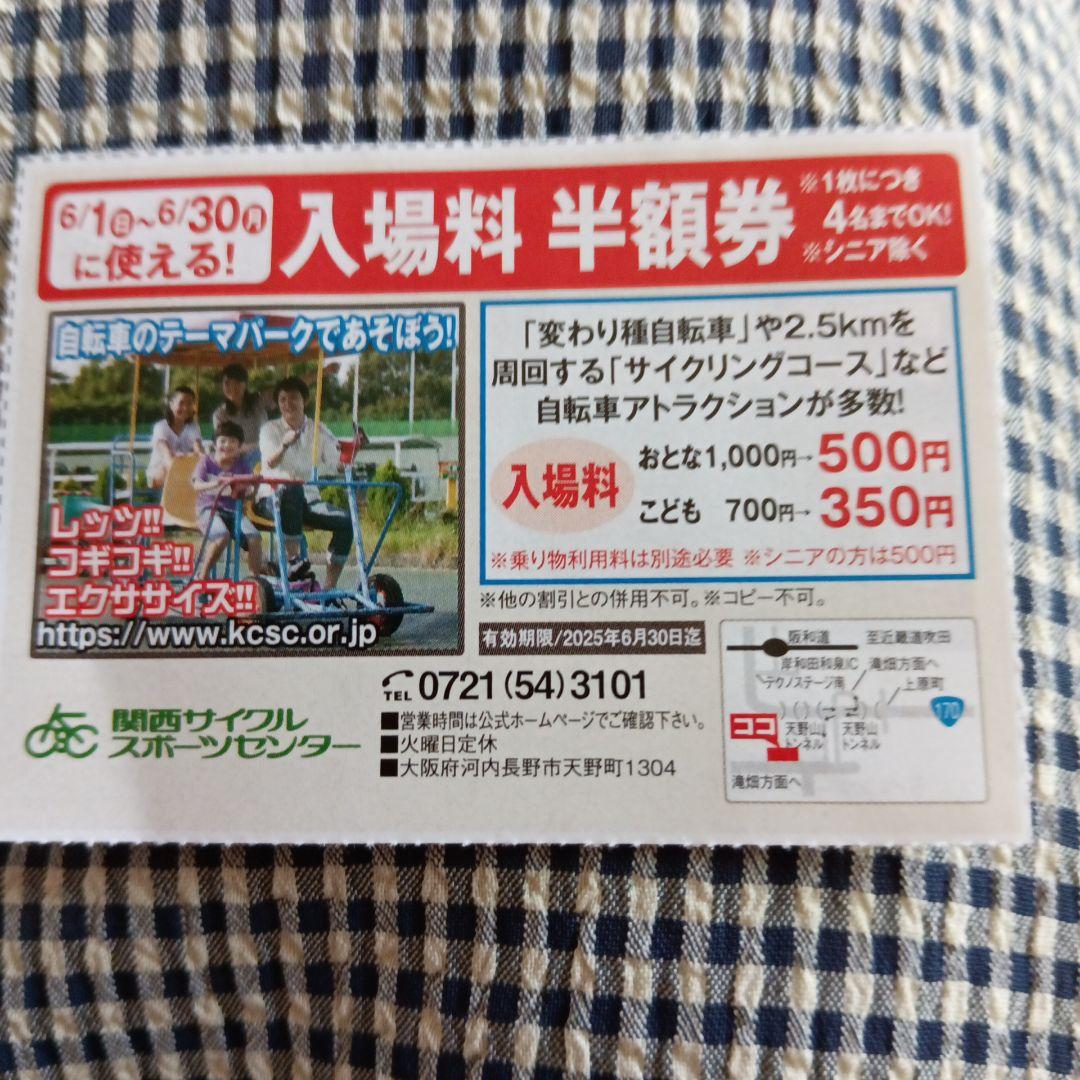 6/1(日)~6/30(月)
に使える!
入場料 半額券
※1枚につき
4名までOK!
※シニア除く
自転車のテーマパークであそぼう!
レッツ!!
コギコギ!!
エクササイズ!!
https://www.kcsc.or.jp
「変わり種自転車」や2.5kmを
周回する「サイクリングコース」など
自転車アトラクションが多数!
入場料
おとな1,000円→500円
こども 700円→350円
※乗り物利用料は別途必要 ※シニアの方は500円
※他の割引との併用不可。※コピー不可。
有効期限/2025年6月30日迄
TEL 0721(54)3101
関西サイクル
スポーツセンター
■営業時間は公式ホームページでご確認下さい。
■火曜日定休
■大阪府河内長野市天野町1304
阪和道 至近畿道吹田
岸和田和泉IC 滝畑方面へ
テクノステージ南 上原町
170
ココ
天野山
トンネル
天野山
トンネル
滝畑方面へ